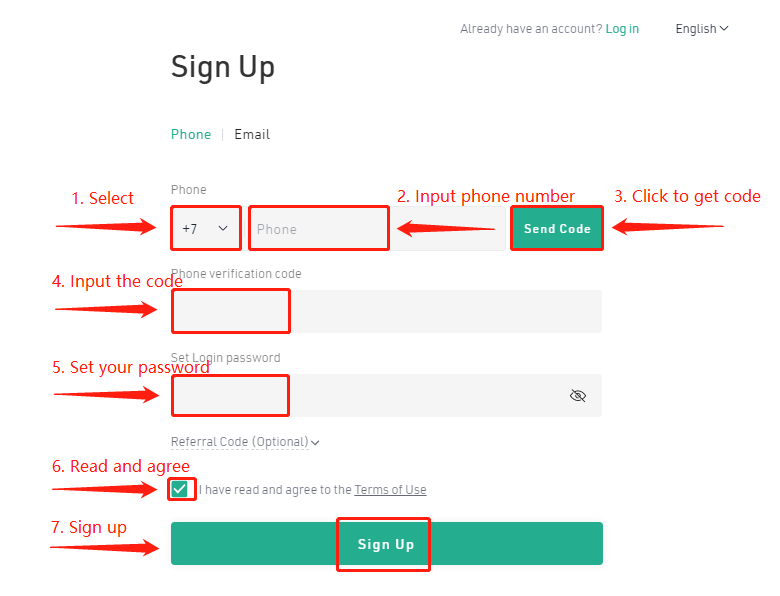 Already have an account? Log in
English
Sign Up
Phone
Email
Phone
1. Select
2. Input phone number
3. Click to get code
+7
Phone
Send Code
Phone verification code
4. Input the code
Set Login password
5. Set your password
Referral Code (Optional)
6. Read and agree
I have read and agree to the Terms of Use
7. Sign up
Sign Up